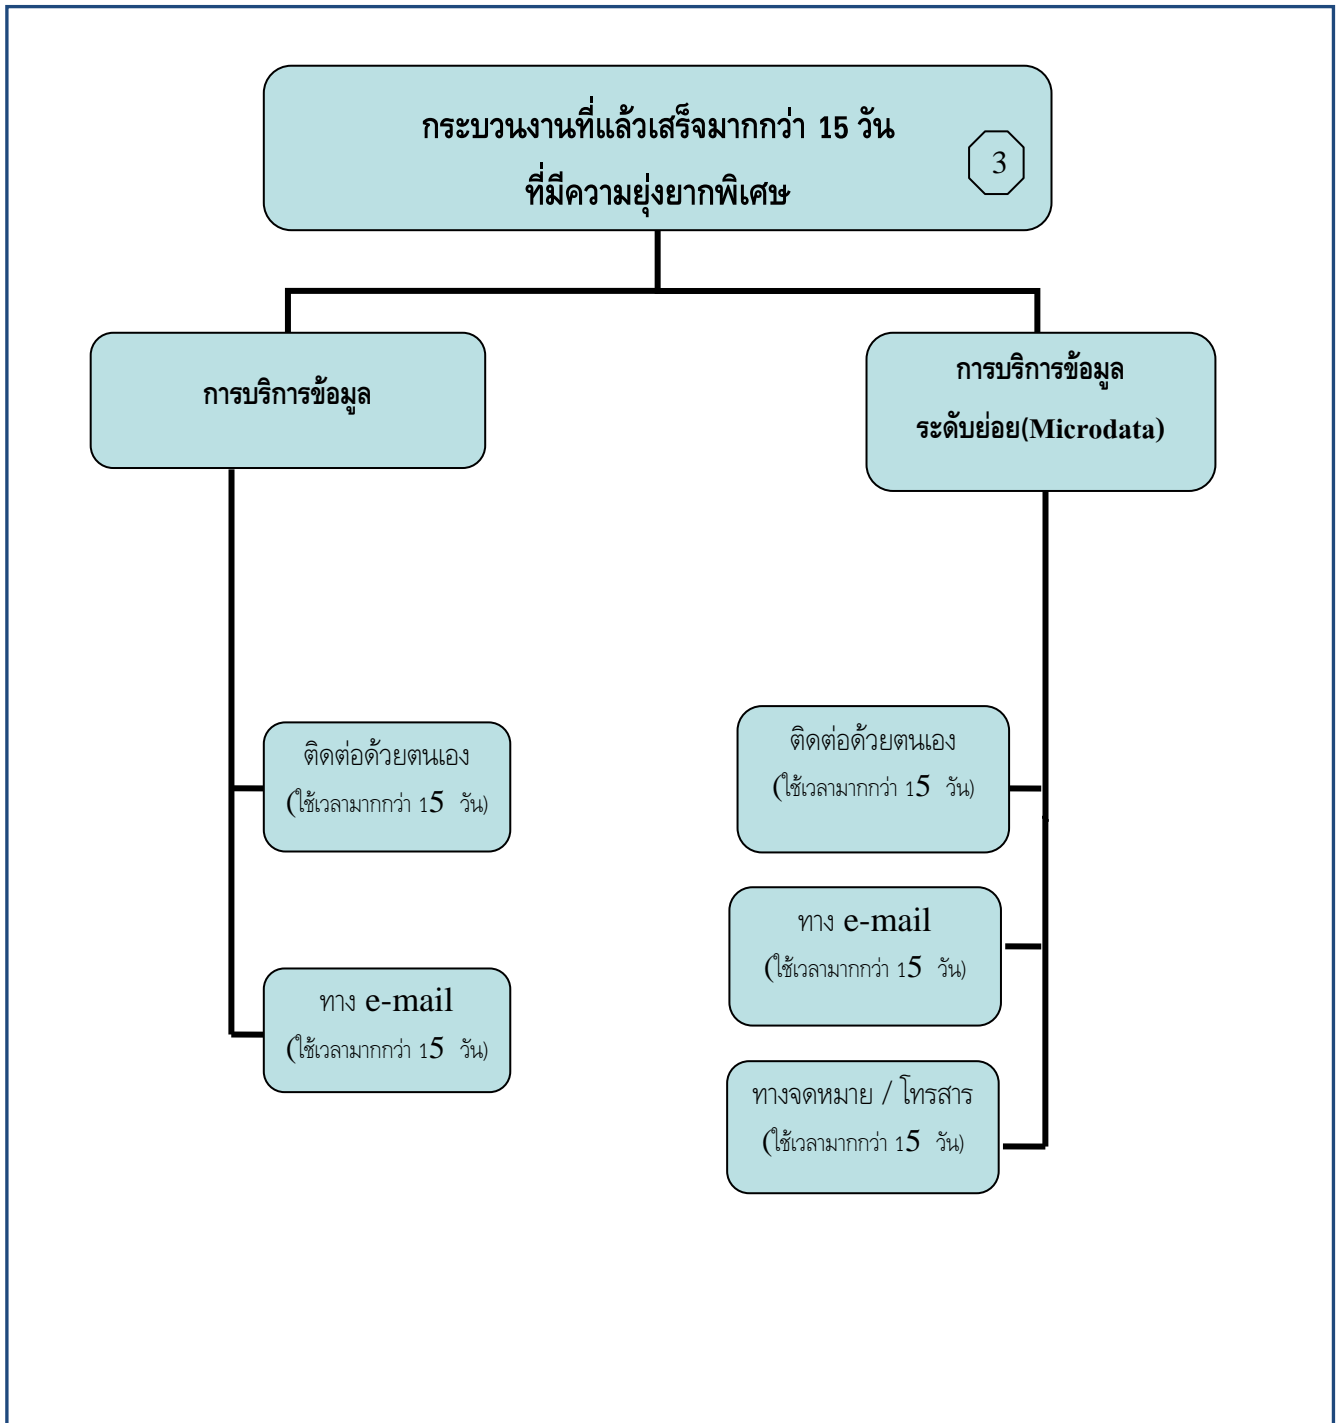 กระบวนงานที่แล้วเสร็จมากกว่า 15 วัน
ที่มีความยุ่งยากพิเศษ
3
การบริการข้อมูล
ติดต่อด้วยตนเอง
(ใช้เวลามากกว่า 15 วัน)
ทาง e-mail
(ใช้เวลามากกว่า 15 วัน)
การบริการข้อมูล
ระดับย่อย(Microdata)
ติดต่อด้วยตนเอง
(ใช้เวลามากกว่า 15 วัน)
ทาง e-mail
(ใช้เวลามากกว่า 15 วัน)
ทางจดหมาย / โทรสาร
(ใช้เวลามากกว่า 15 วัน)